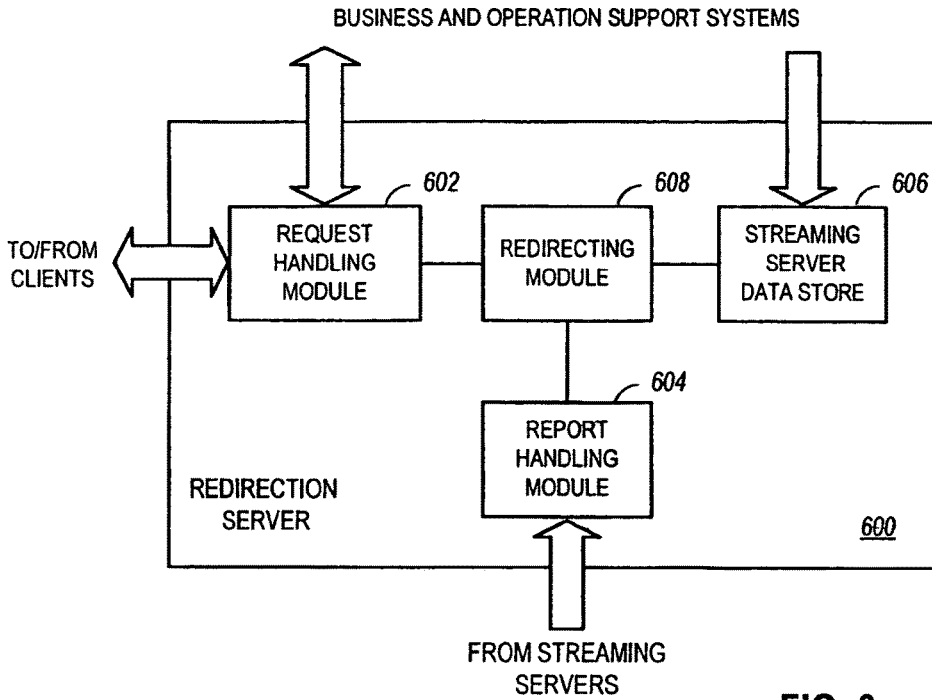 BUSINESS AND OPERATION SUPPORT SYSTEMS
602
608
606
TO/FROM
CLIENTS
REQUEST
HANDLING
MODULE
REDIRECTING
MODULE
STREAMING
SERVER
DATA STORE
604
REPORT
HANDLING
MODULE
REDIRECTION
SERVER
600
FROM STREAMING
SERVERS